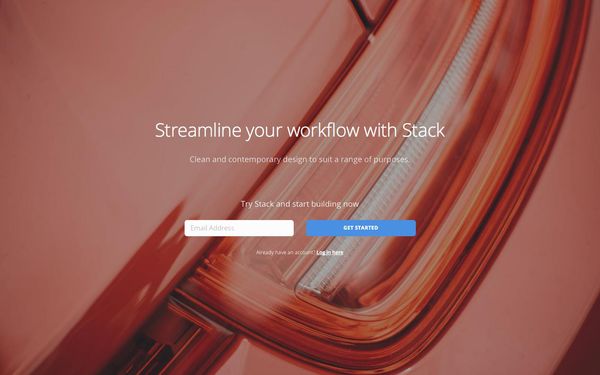 Streamline your workflow with Stack
Clean and contemporary design to suit a range of purposes.
Try Stack and start building now
Email Address
GET STARTED
Already have an account? Log in here